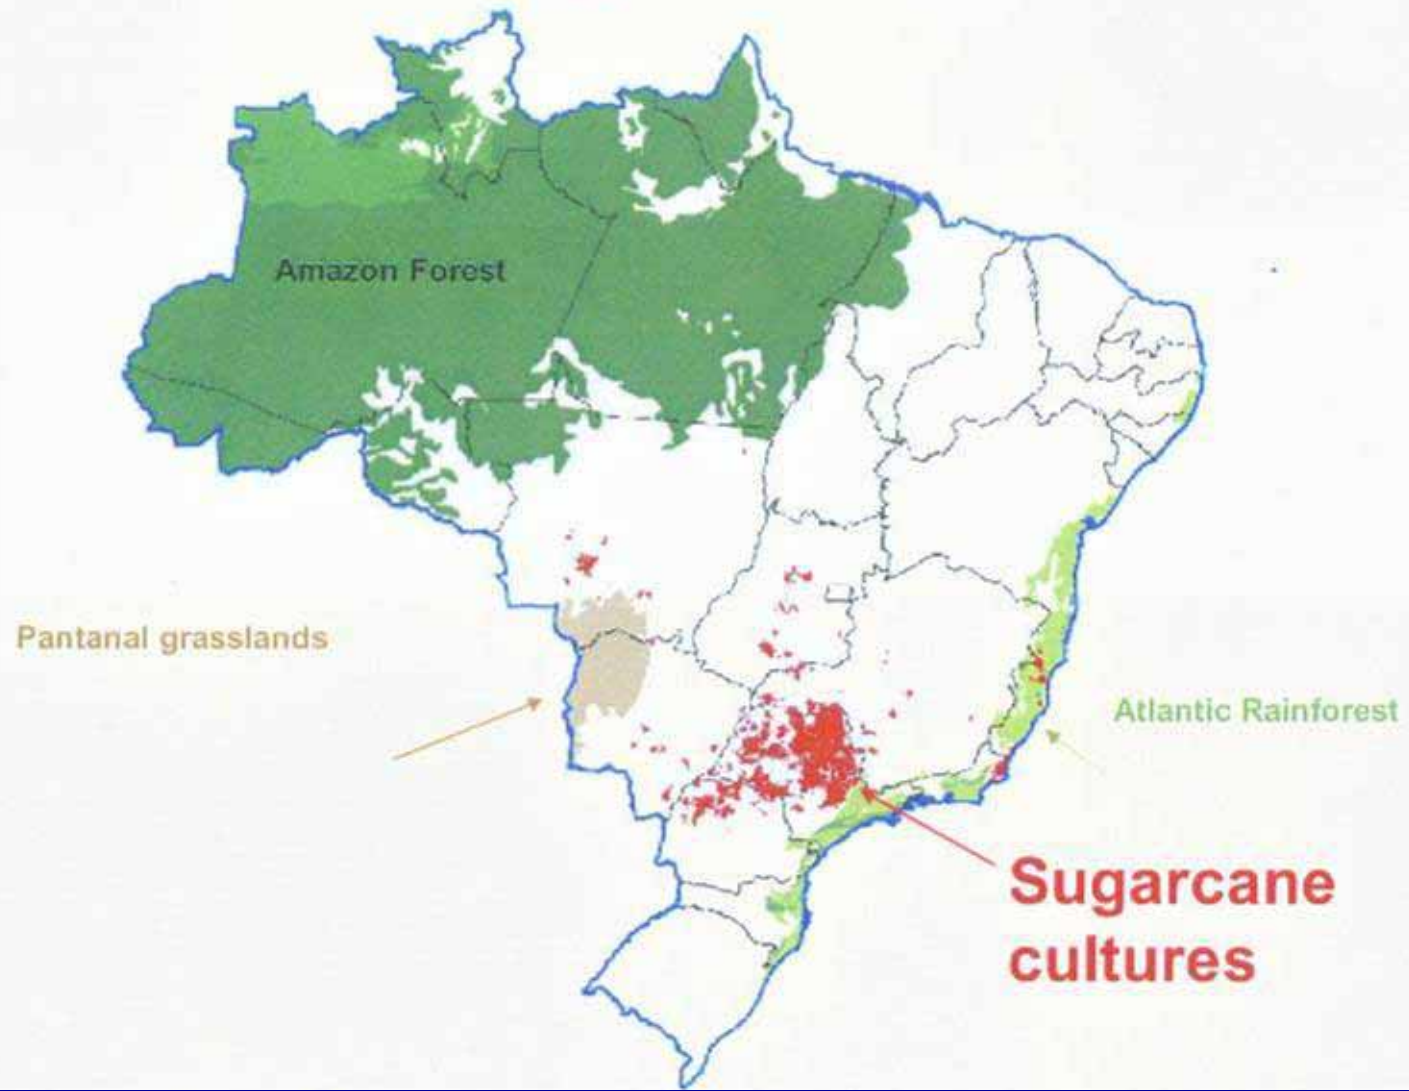 Amazon Forest
Pantanal grasslands
Atlantic Rainforest
Sugarcane
cultures